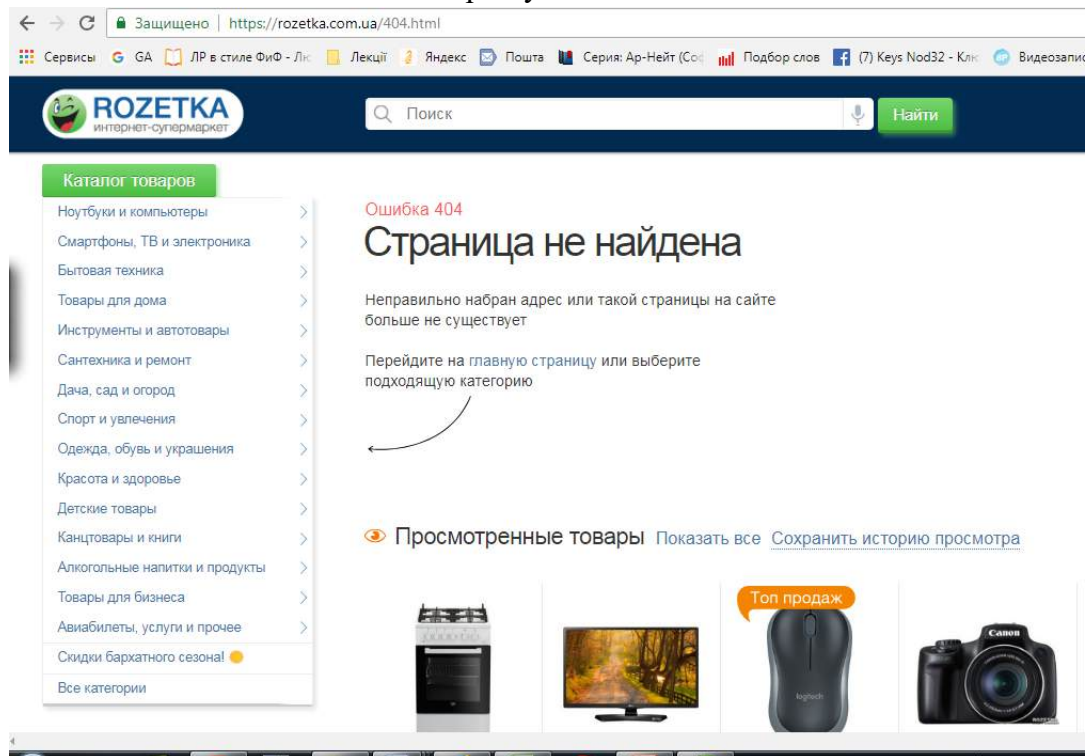 Защищено | https://rozetka.com.ua/404.html
Сервисы GA ЛР в стиле ФиФ - Лекції Яндекс Пошта Серия: Ар-Нейт Подбор слов (7) Keys Nod32 - Видеозапис
ROZETKA
интернет-супермаркет
Поиск
Найти
Каталог товаров
Ноутбуки и компьютеры
Смартфоны, ТВ и электроника
Бытовая техника
Товары для дома
Инструменты и автотовары
Сантехника и ремонт
Дача, сад и огород
Спорт и увлечения
Одежда, обувь и украшения
Красота и здоровье
Детские товары
Канцтовары и книги
Алкогольные напитки и продукты
Товары для бизнеса
Авиабилеты, услуги и прочее
Скидки бархатного сезона!
Все категории
Ошибка 404
Страница не найдена
Неправильно набран адрес или такой страницы на сайте
больше не существует
Перейдите на главную страницу или выберите
подходящую категорию
Просмотренные товары Показать все Сохранить историю просмотра
Топ продаж
logitech
Canon